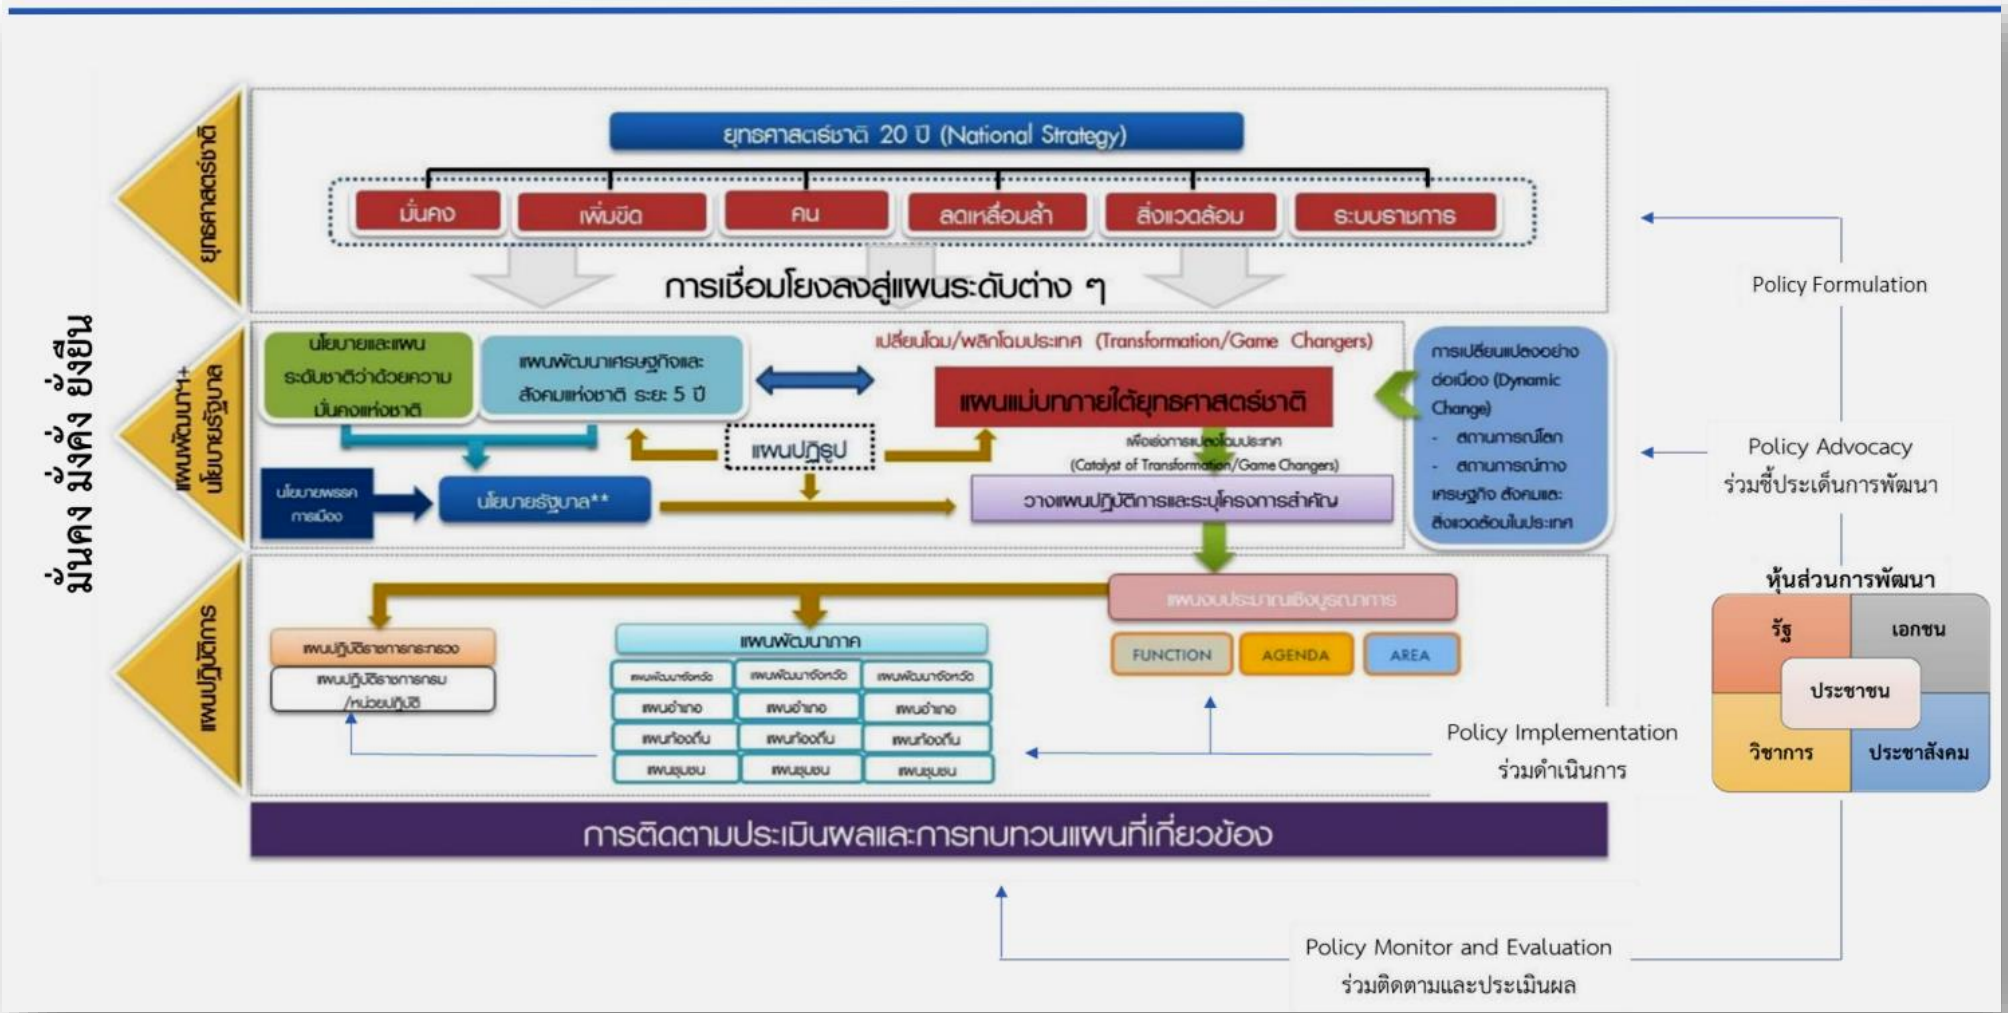 ยุทธศาสตร์ชาติ 20 ปี (National Strategy)
ยุทธศาสตร์ชาติ
มั่นคง
เพิ่มขีด
คน
ลดเหลื่อมล้ำ
สิ่งแวดล้อม
ระบบราชการ
การเชื่อมโยงลงสู่แผนระดับต่าง ๆ
Policy Formulation
มั่นคง มั่งคั่ง ยั่งยืน
แผนพัฒนาฯ+
นโยบายรัฐบาล
นโยบายและแผน
ระดับชาติว่าด้วยความ
มั่นคงแห่งชาติ
แผนพัฒนาเศรษฐกิจและ
สังคมแห่งชาติ ระยะ 5 ปี
เปลี่ยนโฉม/พลิกโฉมประเทศ (Transformation/Game Changers)
แผนแม่บทภายใต้ยุทธศาสตร์ชาติ
แผนปฏิรูป
เพื่อเร่งการแปลงโฉมประเทศ
(Catalyst of Transformation/Game Changers)
นโยบายพรรค
การเมือง
นโยบายรัฐบาล**
วางแผนปฏิบัติการและระบุโครงการสำคัญ
การเปลี่ยนแปลงอย่าง
ต่อเนื่อง (Dynamic
Change)
- สถานการณ์โลก
- สถานการณ์ทาง
เศรษฐกิจ สังคมและ
สิ่งแวดล้อมในประเทศ
Policy Advocacy
ร่วมชี้ประเด็นการพัฒนา
แผนปฏิบัติการ
แผนงบประมาณเชิงบูรณาการ
FUNCTION
AGENDA
AREA
แผนปฏิบัติราชการกระทรวง
แผนปฏิบัติราชการกรม
/หน่วยปฏิบัติ
แผนพัฒนาภาค
แผนพัฒนาจังหวัด แผนพัฒนาจังหวัด แผนพัฒนาจังหวัด
แผนอำเภอ แผนอำเภอ แผนอำเภอ
แผนท้องถิ่น แผนท้องถิ่น แผนท้องถิ่น
แผนชุมชน แผนชุมชน แผนชุมชน
Policy Implementation
ร่วมดำเนินการ
หุ้นส่วนการพัฒนา
รัฐ
เอกชน
ประชาชน
วิชาการ
ประชาสังคม
การติดตามประเมินผลและการทบทวนแผนที่เกี่ยวข้อง
Policy Monitor and Evaluation
ร่วมติดตามและประเมินผล